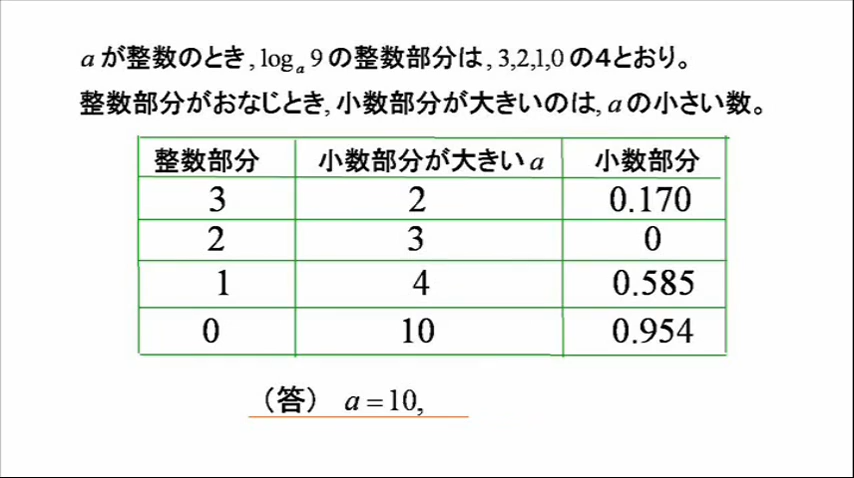 aが整数のとき,log_a 9の整数部分は,3,2,1,0の4とおり。
整数部分がおなじとき,小数部分が大きいのは,aの小さい数。
整数部分 小数部分が大きいa 小数部分
3 2 0.170
2 3 0
1 4 0.585
0 10 0.954
(答) a=10,